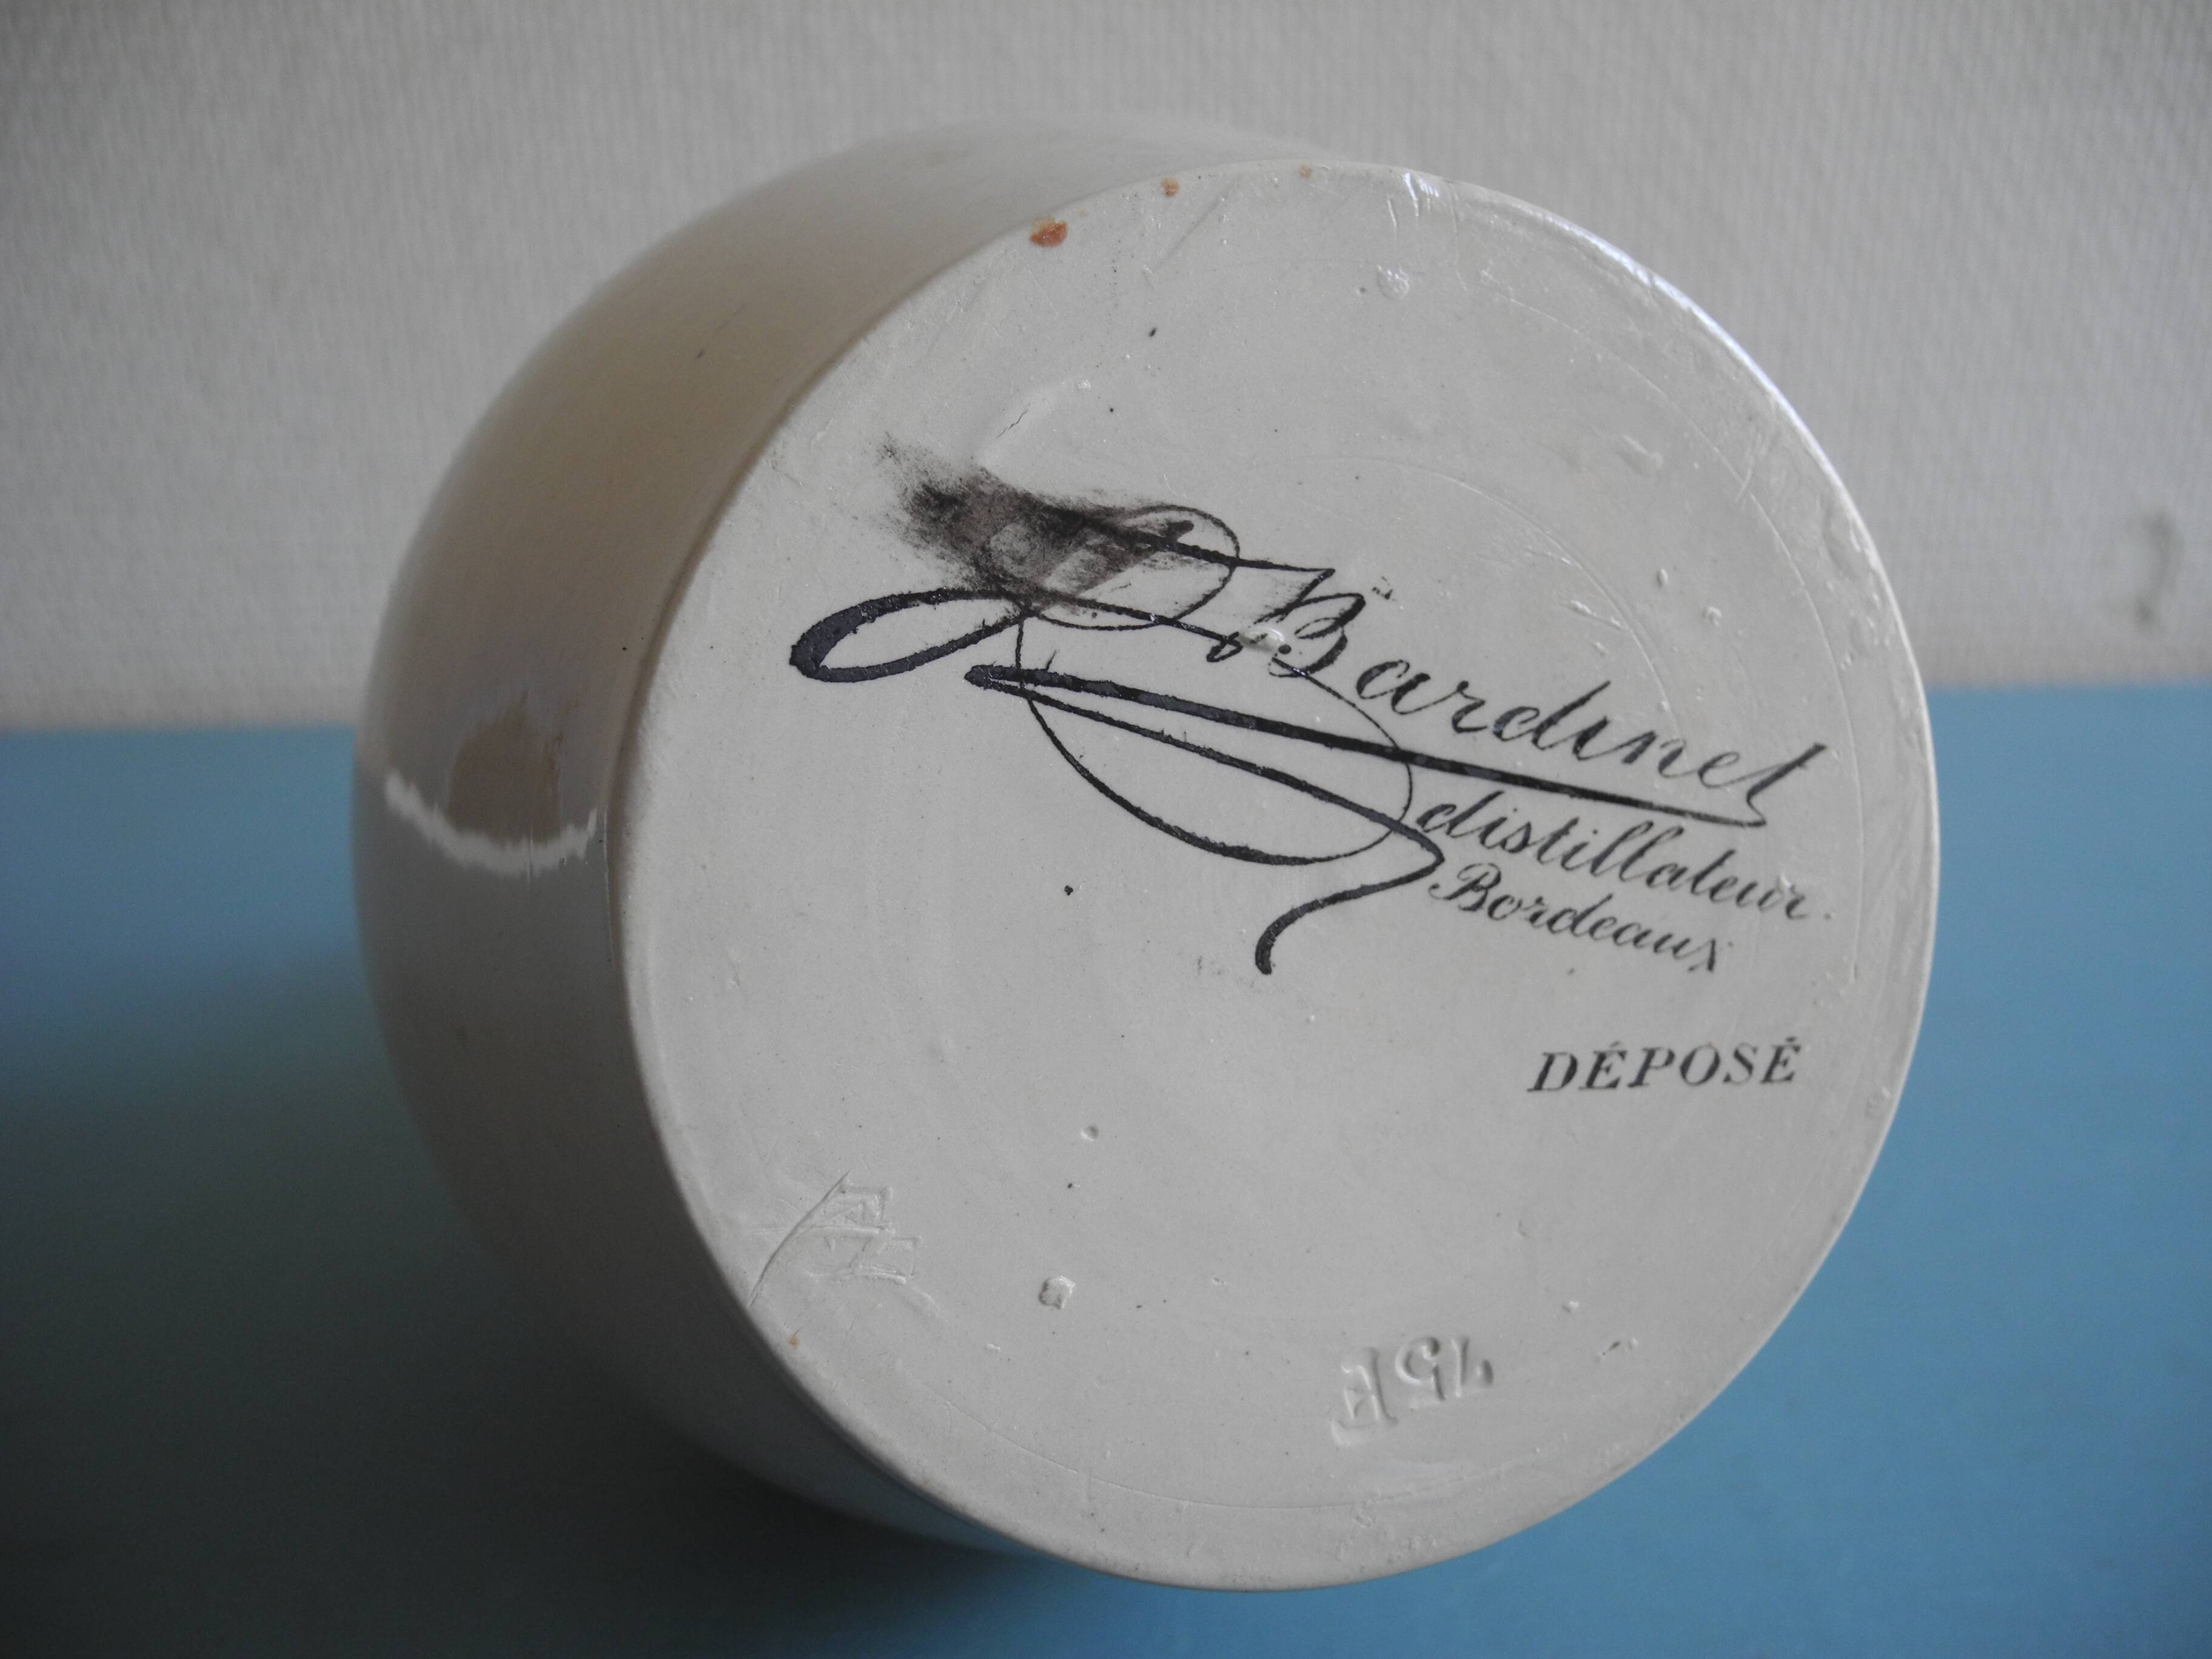 Bardinet
distillateur.
Bordeaux
DÉPOSÉ